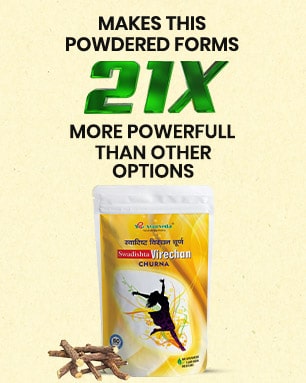 MAKES THIS
POWDERED FORMS
21X
MORE POWERFULL
THAN OTHER
OPTIONS
स्वादिष्ट विरेचन चूर्ण
Swadishta Virechan
CHURNA